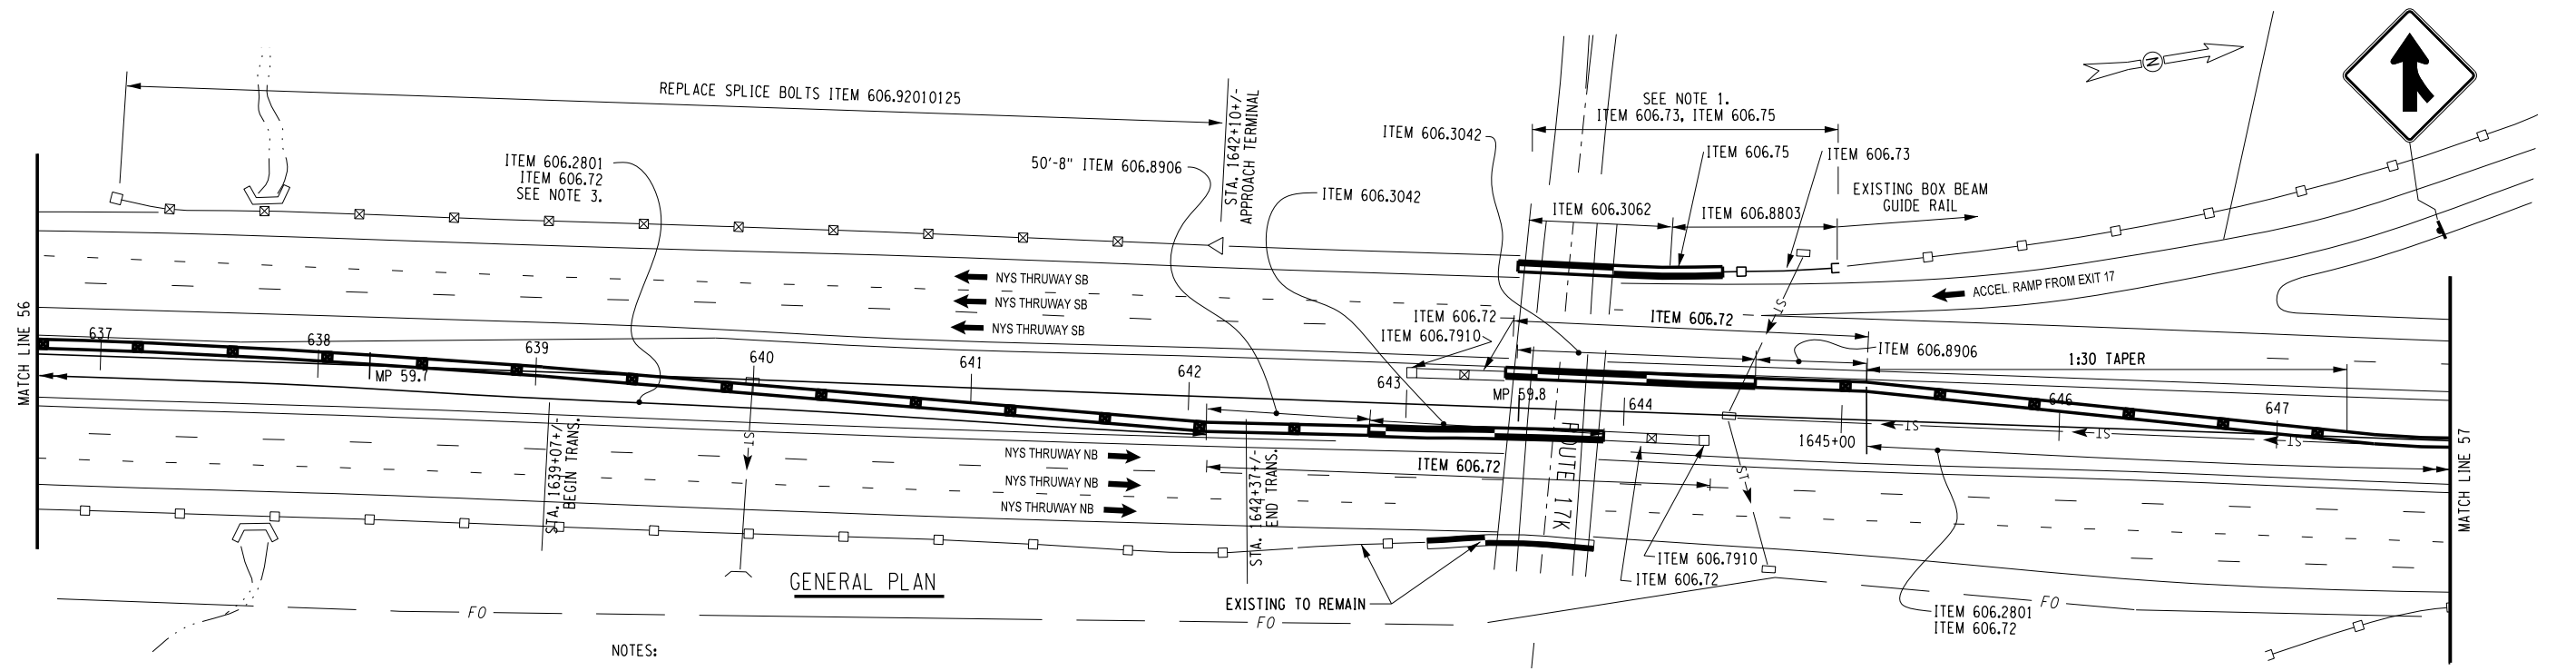 REPLACE SPLICE BOLTS ITEM 606.92010125
STA. 1642+10+/-
APPROACH TERMINAL
ITEM 606.2801
ITEM 606.72
SEE NOTE 3.
50'-8" ITEM 606.8906
ITEM 606.3042
ITEM 606.3042
SEE NOTE 1.
ITEM 606.73, ITEM 606.75
ITEM 606.75
ITEM 606.73
ITEM 606.3062
ITEM 606.8803
EXISTING BOX BEAM
GUIDE RAIL
N
MATCH LINE 56
NYS THRUWAY SB
NYS THRUWAY SB
NYS THRUWAY SB
ACCEL. RAMP FROM EXIT 17
ST
ITEM 606.72
ITEM 606.7910
ITEM 606.72
ITEM 606.8906
1:30 TAPER
637
638
639
640
641
642
643
644
1645+00
646
647
MP 59.7
MP 59.8
ST
ST
ST
ST
ST
STA. 1639+07+/-
BEGIN TRANS.
STA. 1642+37+/-
END TRANS.
NYS THRUWAY NB
NYS THRUWAY NB
NYS THRUWAY NB
ITEM 606.72
ROUTE 17K
MATCH LINE 57
ITEM 606.7910
ITEM 606.72
EXISTING TO REMAIN
ITEM 606.2801
ITEM 606.72
GENERAL PLAN
FO
FO
FO
NOTES: